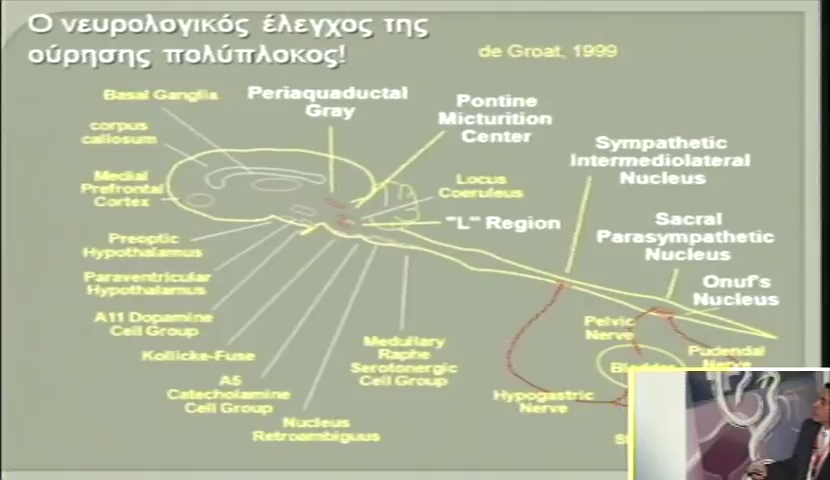 Ο νευρολογικός έλεγχος της
ούρησης πολύπλοκος!
de Groat, 1999
Basal Ganglia
Periaquaductal
Gray
Pontine
Micturition
Center
corpus
callosum
Sympathetic
Intermediolateral
Nucleus
Medial
Prefrontal
Cortex
Locus
Coeruleus
"L" Region
Sacral
Parasympathetic
Nucleus
Preoptic
Hypothalamus
Paraventricular
Hypothalamus
Onuf's
Nucleus
A11 Dopamine
Cell Group
Pelvic
Nerve
Kollicke-Fuse
Medullary
Raphe
Serotonergic
Cell Group
Pudendal
Nerve
Bladder
A5
Catecholamine
Cell Group
Hypogastric
Nerve
Nucleus
Retroambiguus